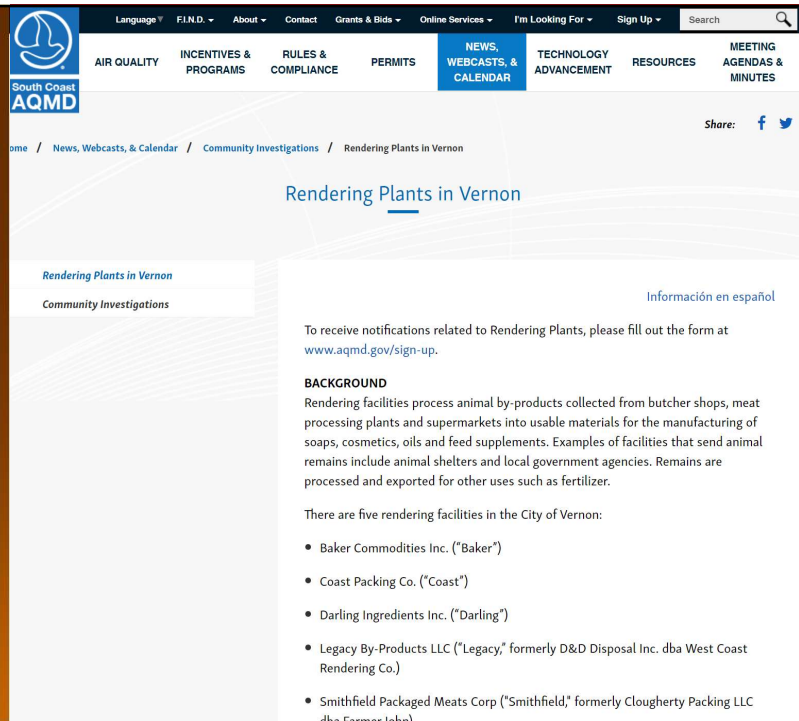 Language F.I.N.D. About Contact Grants & Bids Online Services I'm Looking For Sign Up Search
South Coast
AQMD
AIR QUALITY
INCENTIVES &
PROGRAMS
RULES &
COMPLIANCE
PERMITS
NEWS,
WEBCASTS, &
CALENDAR
TECHNOLOGY
ADVANCEMENT
RESOURCES
MEETING
AGENDAS &
MINUTES
Share:
ome / News, Webcasts, & Calendar / Community Investigations / Rendering Plants in Vernon
Rendering Plants in Vernon
Rendering Plants in Vernon
Community Investigations
Información en español
To receive notifications related to Rendering Plants, please fill out the form at
www.aqmd.gov/sign-up.
BACKGROUND
Rendering facilities process animal by-products collected from butcher shops, meat
processing plants and supermarkets into usable materials for the manufacturing of
soaps, cosmetics, oils and feed supplements. Examples of facilities that send animal
remains include animal shelters and local government agencies. Remains are
processed and exported for other uses such as fertilizer.
There are five rendering facilities in the City of Vernon:
• Baker Commodities Inc. (“Baker”)
• Coast Packing Co. (“Coast”)
• Darling Ingredients Inc. (“Darling”)
• Legacy By-Products LLC (“Legacy,” formerly D&D Disposal Inc. dba West Coast
Rendering Co.)
• Smithfield Packaged Meats Corp ("Smithfield," formerly Clougherty Packing LLC
dba Farmer John)